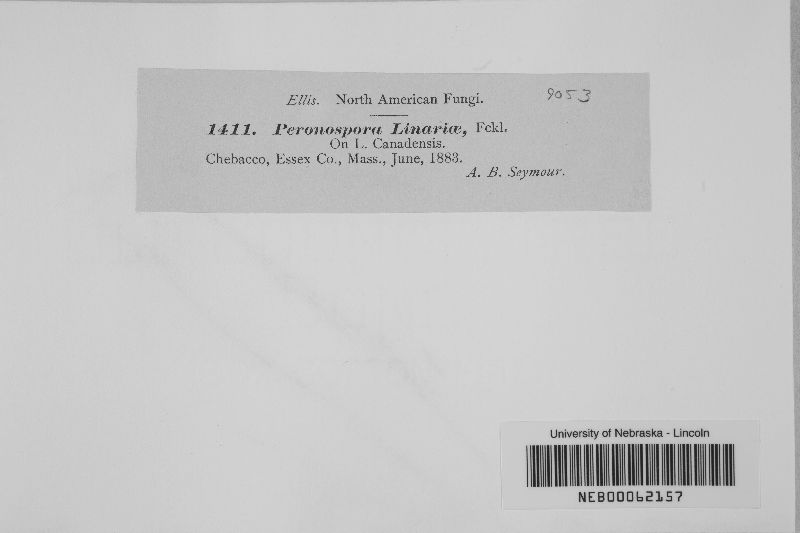 Ellis. North American Fungi.
9053
1411. Peronospora Linariæ, Fckl.
On L. Canadensis.
Chebacco, Essex Co., Mass., June, 1883.
A. B. Seymour.
University of Nebraska - Lincoln
NEB00062157